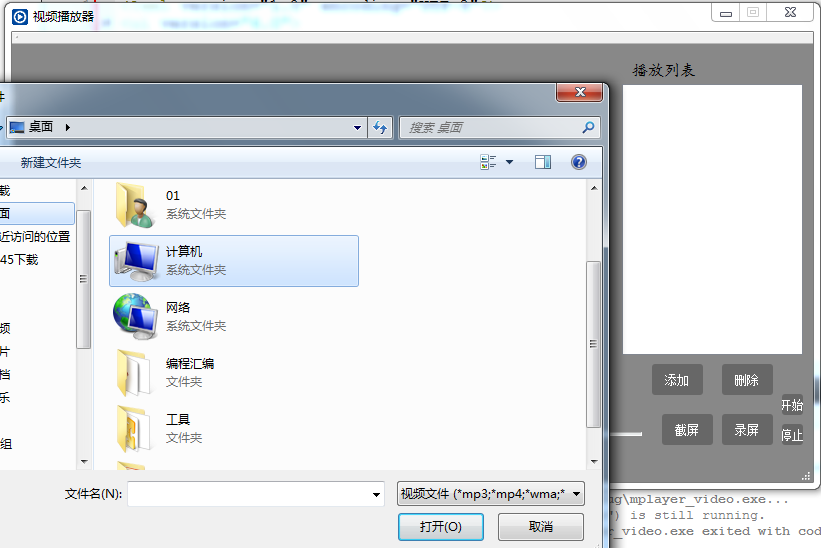 视频播放器
播放列表
件
桌面
搜索 桌面
新建文件夹
载
面
近访问的位置
45下载
频
片
档
乐
组
01
系统文件夹
计算机
系统文件夹
网络
系统文件夹
编程汇编
文件夹
工具
文件夹
添加
删除
开始
截屏
录屏
停止
文件名(N):
视频文件 (*mp3;*mp4;*wma;*
打开(O)
取消
ng\mplayer_video.exe...
") is still running.
r_video.exe exited with cod